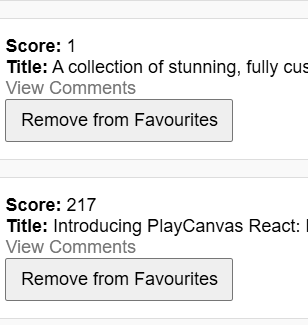 Score: 1
Title: A collection of stunning, fully cus
View Comments
Remove from Favourites
Score: 217
Title: Introducing PlayCanvas React:
View Comments
Remove from Favourites